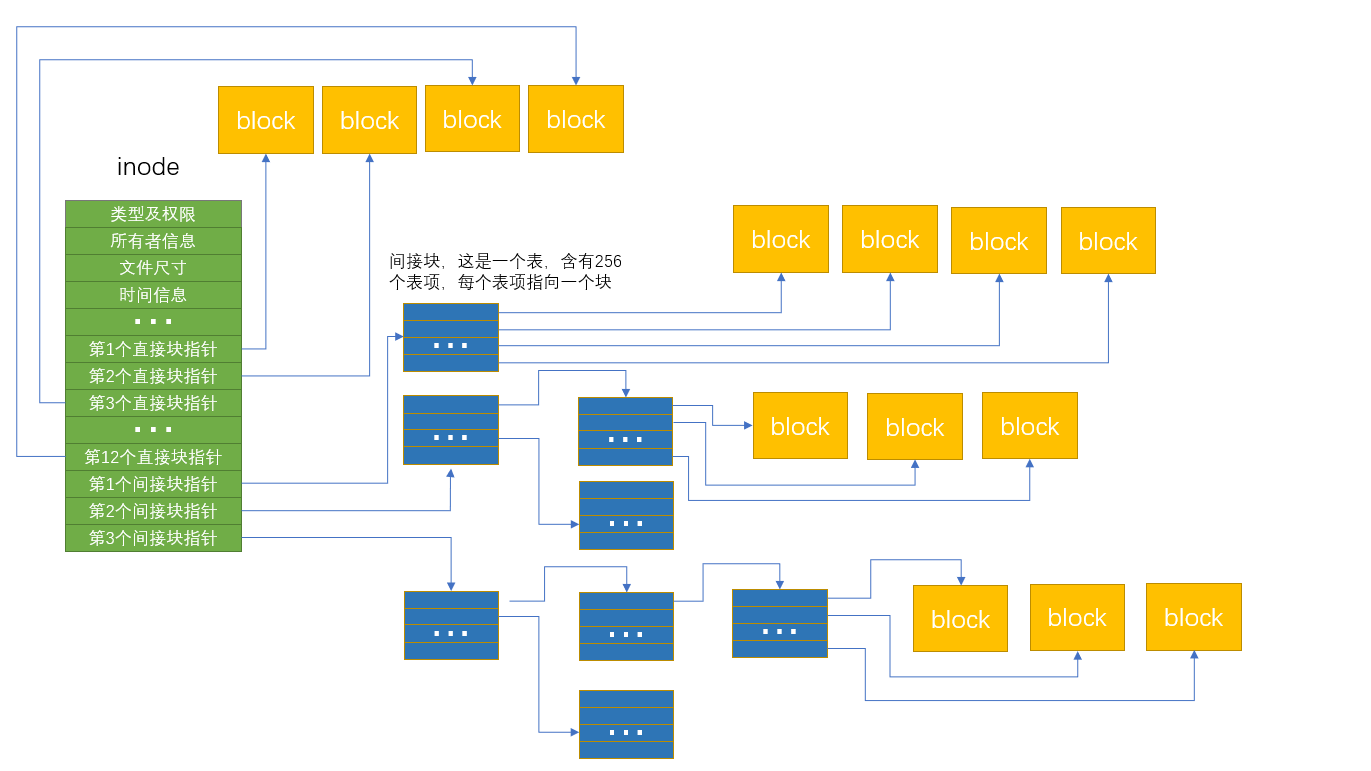 block
block
block
block
inode
类型及权限
所有者信息
文件尺寸
时间信息
...
第1个直接块指针
第2个直接块指针
第3个直接块指针
...
第12个直接块指针
第1个间接块指针
第2个间接块指针
第3个间接块指针
间接块，这是一个表，含有256
个表项，每个表项指向一个块
...
block
block
block
block
...
...
...
block
block
block
...
...
...
...
block
block
block